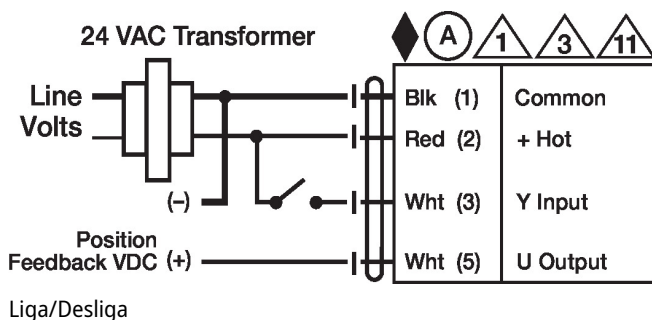 24 VAC Transformer
A 1 3 11
Line Volts
Blk (1) Common
Red (2) + Hot
(–)
Wht (3) Y Input
Position
Feedback VDC (+)
Wht (5) U Output
Liga/Desliga